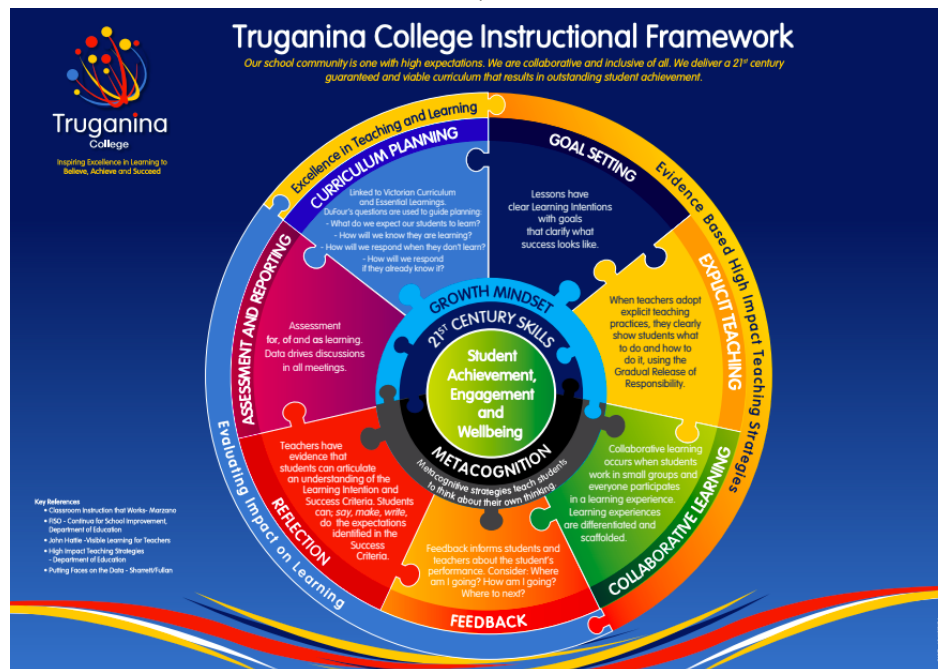 Truganina College Instructional Framework
Our school community is one with high expectations. We are collaborative and inclusive of all. We deliver a 21st century
guaranteed and viable curriculum that results in outstanding student achievement.
Truganina
College
Inspiring Excellence in Learning to
Believe, Achieve and Succeed
Excellence in Teaching and Learning
CURRICULUM PLANNING
Linked to Victorian Curriculum
and Essential Learnings.
DuFour's questions are used to guide planning:
- What do we expect our students to learn?
- How will we know they are learning?
- How will we respond when they don't learn?
- How will we respond
if they already know it?
GOAL SETTING
Lessons have
clear Learning Intentions
with goals
that clarify what
success looks like.
Evidence Based High Impact Teaching Strategies
EXPLICIT TEACHING
When teachers adopt
explicit teaching
practices, they clearly
show students what
to do and how to
do it, using the
Gradual Release of
Responsibility.
COLLABORATIVE LEARNING
Collaborative learning
occurs when students
work in small groups and
everyone participates
in a learning experience.
Learning experiences
are differentiated and
scaffolded.
FEEDBACK
Feedback informs students and
teachers about the student's
performance. Consider: Where
am I going? How am I going?
Where to next?
REFLECTION
Teachers have
evidence that
students can articulate
an understanding of the
Learning Intention and
Success Criteria. Students
can; say, make, write,
do the expectations
identified in the
Success
Criteria.
Evaluating Impact on Learning
ASSESSMENT AND REPORTING
Assessment
for, of and as learning.
Data drives discussions
in all meetings.
GROWTH MINDSET
21ST CENTURY SKILLS
Student
Achievement,
Engagement
and
Wellbeing
METACOGNITION
Metacognitive strategies teach students
to think about their own thinking
Key References
• Classroom Instruction that Works- Marzano
• FISO - Continua for School Improvement,
Department of Education
• John Hattie -Visible Learning for Teachers
• High Impact Teaching Strategies
- Department of Education
• Putting Faces on the Data - Sharratt/Fullan